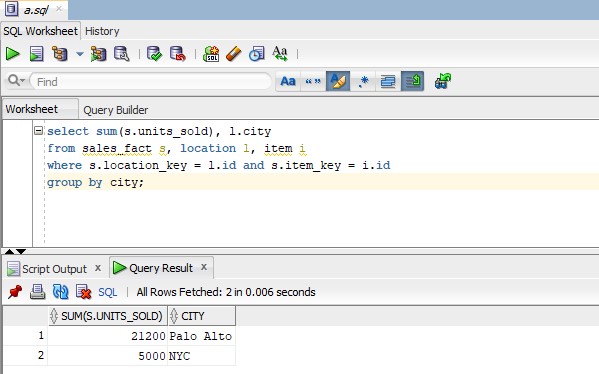 a.sql
SQL Worksheet History
Aa
Find
Aa “” .*
Worksheet Query Builder
select sum(s.units_sold), l.city
from sales_fact s, location l, item i
where s.location_key = l.id and s.item_key = i.id
group by city;
Script Output x Query Result x
SQL | All Rows Fetched: 2 in 0.006 seconds
SUM(S.UNITS_SOLD) CITY
1 21200 Palo Alto
2 5000 NYC